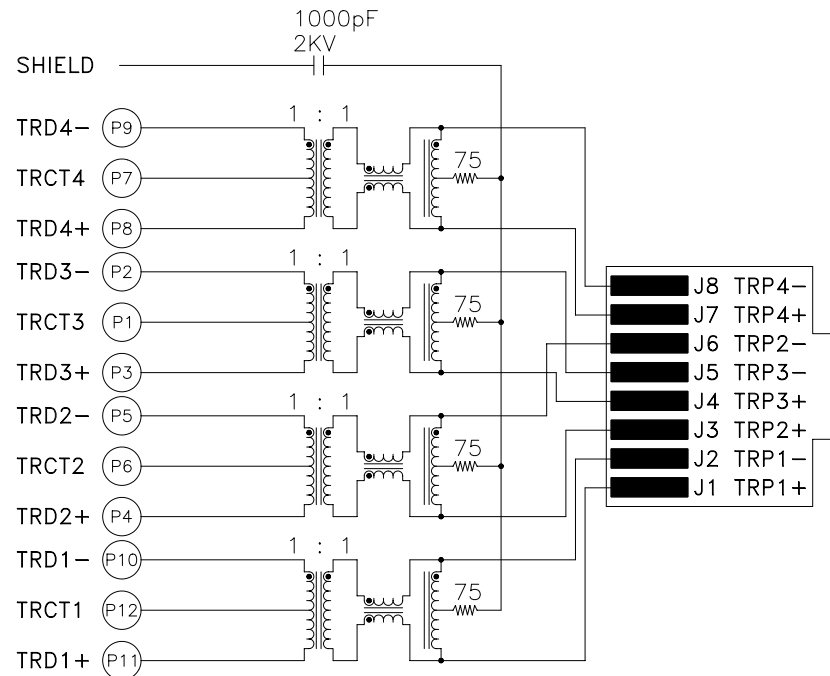 1000pF
2KV
SHIELD
1 : 1
TRD4- P9
75
TRCT4 P7
TRD4+ P8
1 : 1
TRD3- P2
75
TRCT3 P1
TRD3+ P3
1 : 1
TRD2- P5
75
TRCT2 P6
TRD2+ P4
1 : 1
TRD1- P10
75
TRCT1 P12
TRD1+ P11
J8 TRP4-
J7 TRP4+
J6 TRP2-
J5 TRP3-
J4 TRP3+
J3 TRP2+
J2 TRP1-
J1 TRP1+